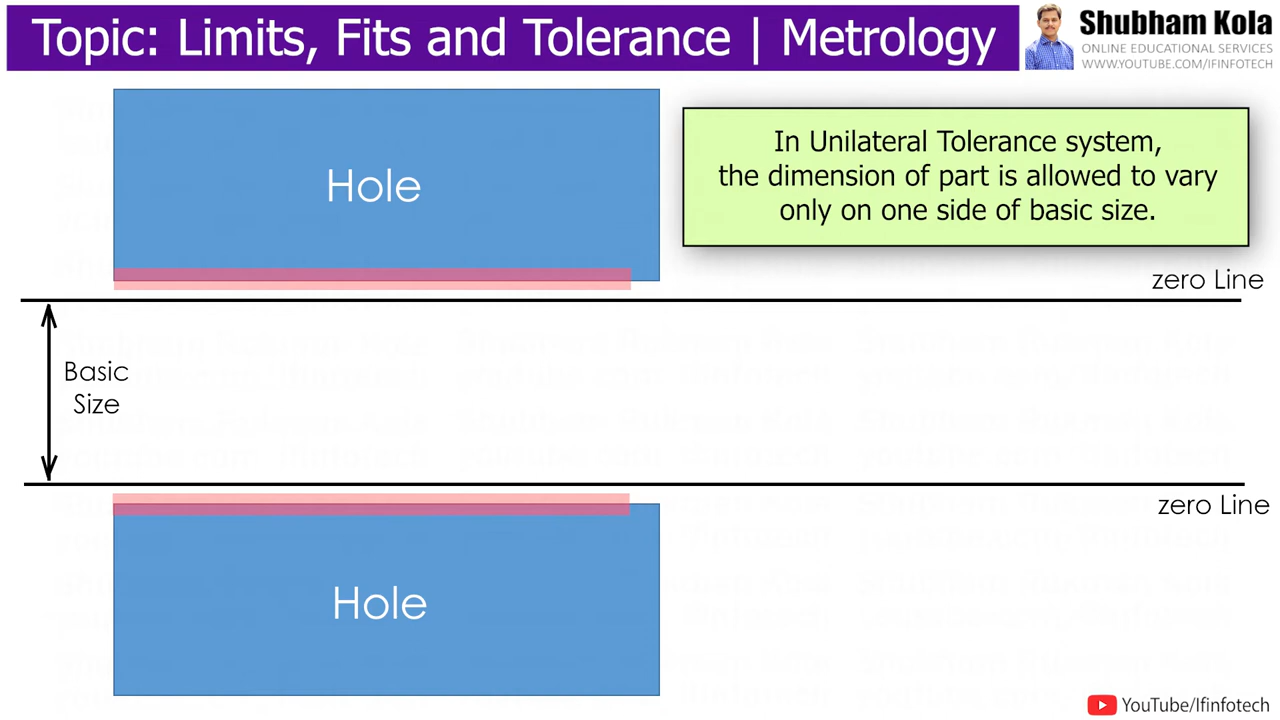 Topic: Limits, Fits and Tolerance | Metrology
Shubham Kola
ONLINE EDUCATIONAL SERVICES
WWW.YOUTUBE.COM/IFINFOTECH
Hole
In Unilateral Tolerance system,
the dimension of part is allowed to vary
only on one side of basic size.
zero Line
Basic
Size
zero Line
Hole
YouTube/Ifinfotech